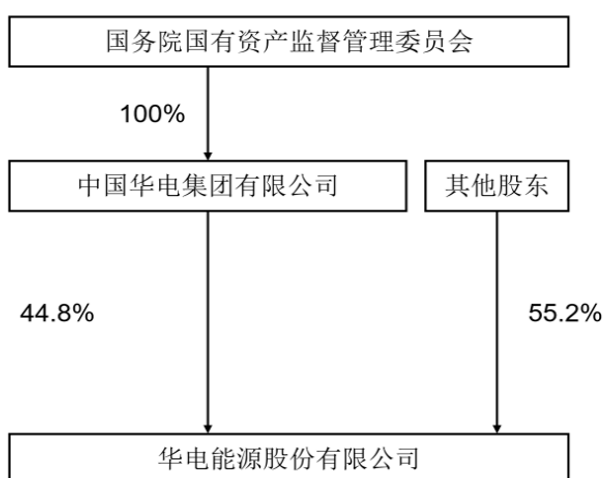 国务院国有资产监督管理委员会
100%
中国华电集团有限公司
其他股东
44.8%
55.2%
华电能源股份有限公司